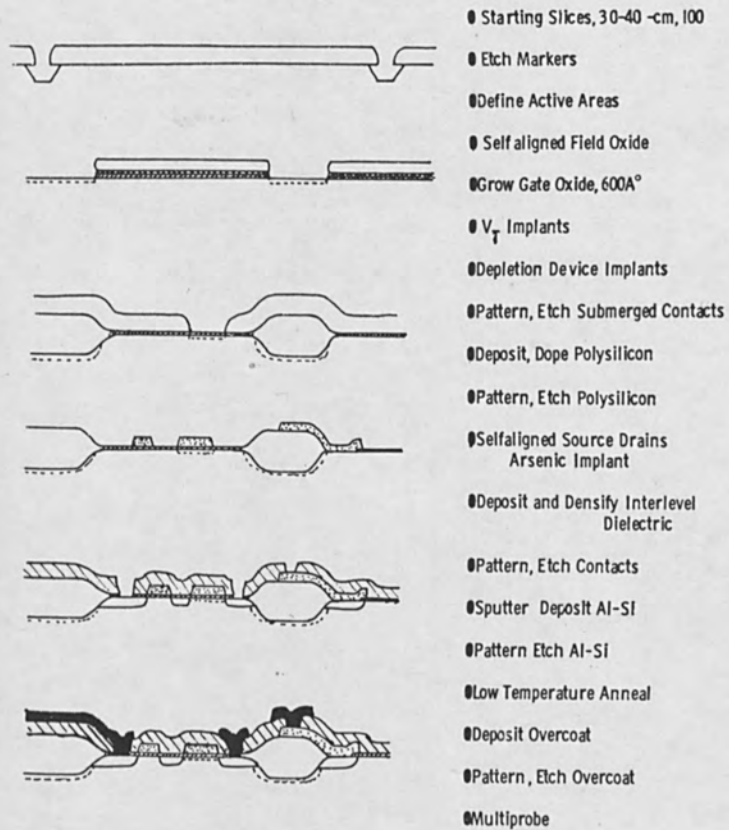 ● Starting Slices, 30-40 -cm, 100
● Etch Markers
● Define Active Areas
● Self aligned Field Oxide
● Grow Gate Oxide, 600A°
● VT Implants
● Depletion Device Implants
● Pattern, Etch Submerged Contacts
● Deposit, Dope Polysilicon
● Pattern, Etch Polysilicon
● Selfaligned Source Drains
Arsenic Implant
● Deposit and Densify Interlevel
Dielectric
● Pattern, Etch Contacts
● Sputter Deposit Al-Si
● Pattern Etch Al-Si
● Low Temperature Anneal
● Deposit Overcoat
● Pattern, Etch Overcoat
● Multiprobe